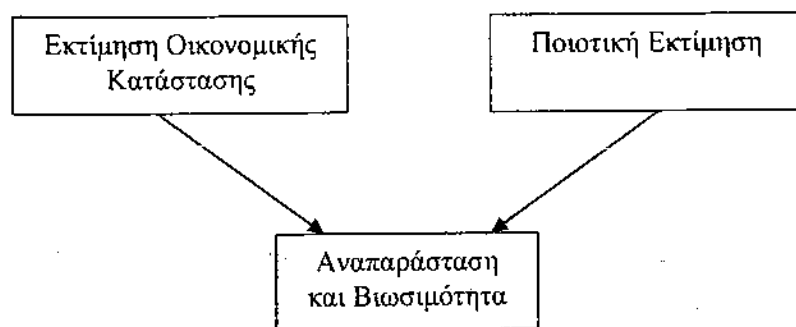 Εκτίμηση Οικονομικής
Κατάστασης
Ποιοτική Εκτίμηση
Αναπαράσταση
και Βιωσιμότητα